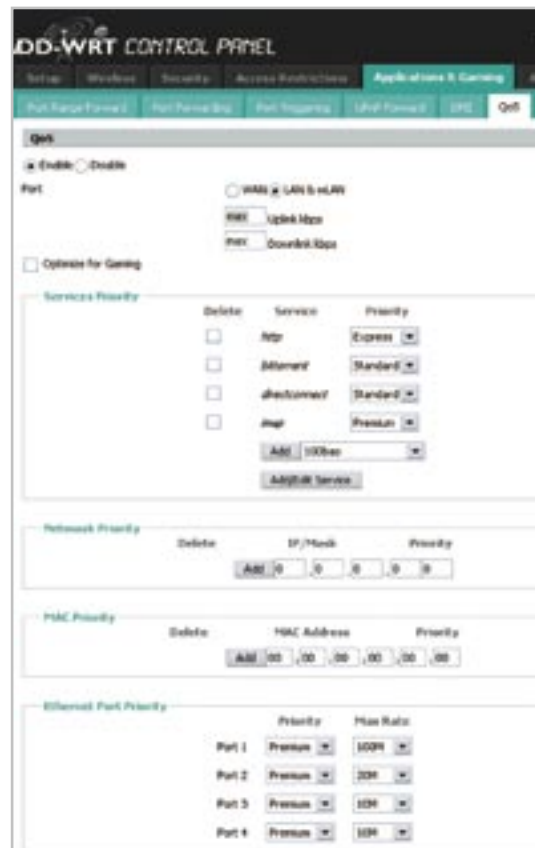 DD-WRT CONTROL PANEL
Setup Wireless Security Access Restrictions Applications & Gaming
Port Range Forward Port Forwarding Port Triggering UPnP Forward DMZ QoS
QoS
Enable Disable
Port WAN LAN & WLAN
max Uplink kbps
max Downlink kbps
Optimize for Gaming
Services Priority
Delete Service Priority
http Express
bittorrent Standard
directconnect Standard
imap Premium
Add 100bao
Add/Edit Service
Network Priority
Delete IP/Mask Priority
Add 0 .0 .0 .0 0
MAC Priority
Delete MAC Address Priority
Add 00 .00 .00 .00 .00 .00
Ethernet Port Priority
Priority Max Rate
Port 1 Premium 100M
Port 2 Premium 20M
Port 3 Premium 10M
Port 4 Premium 10M